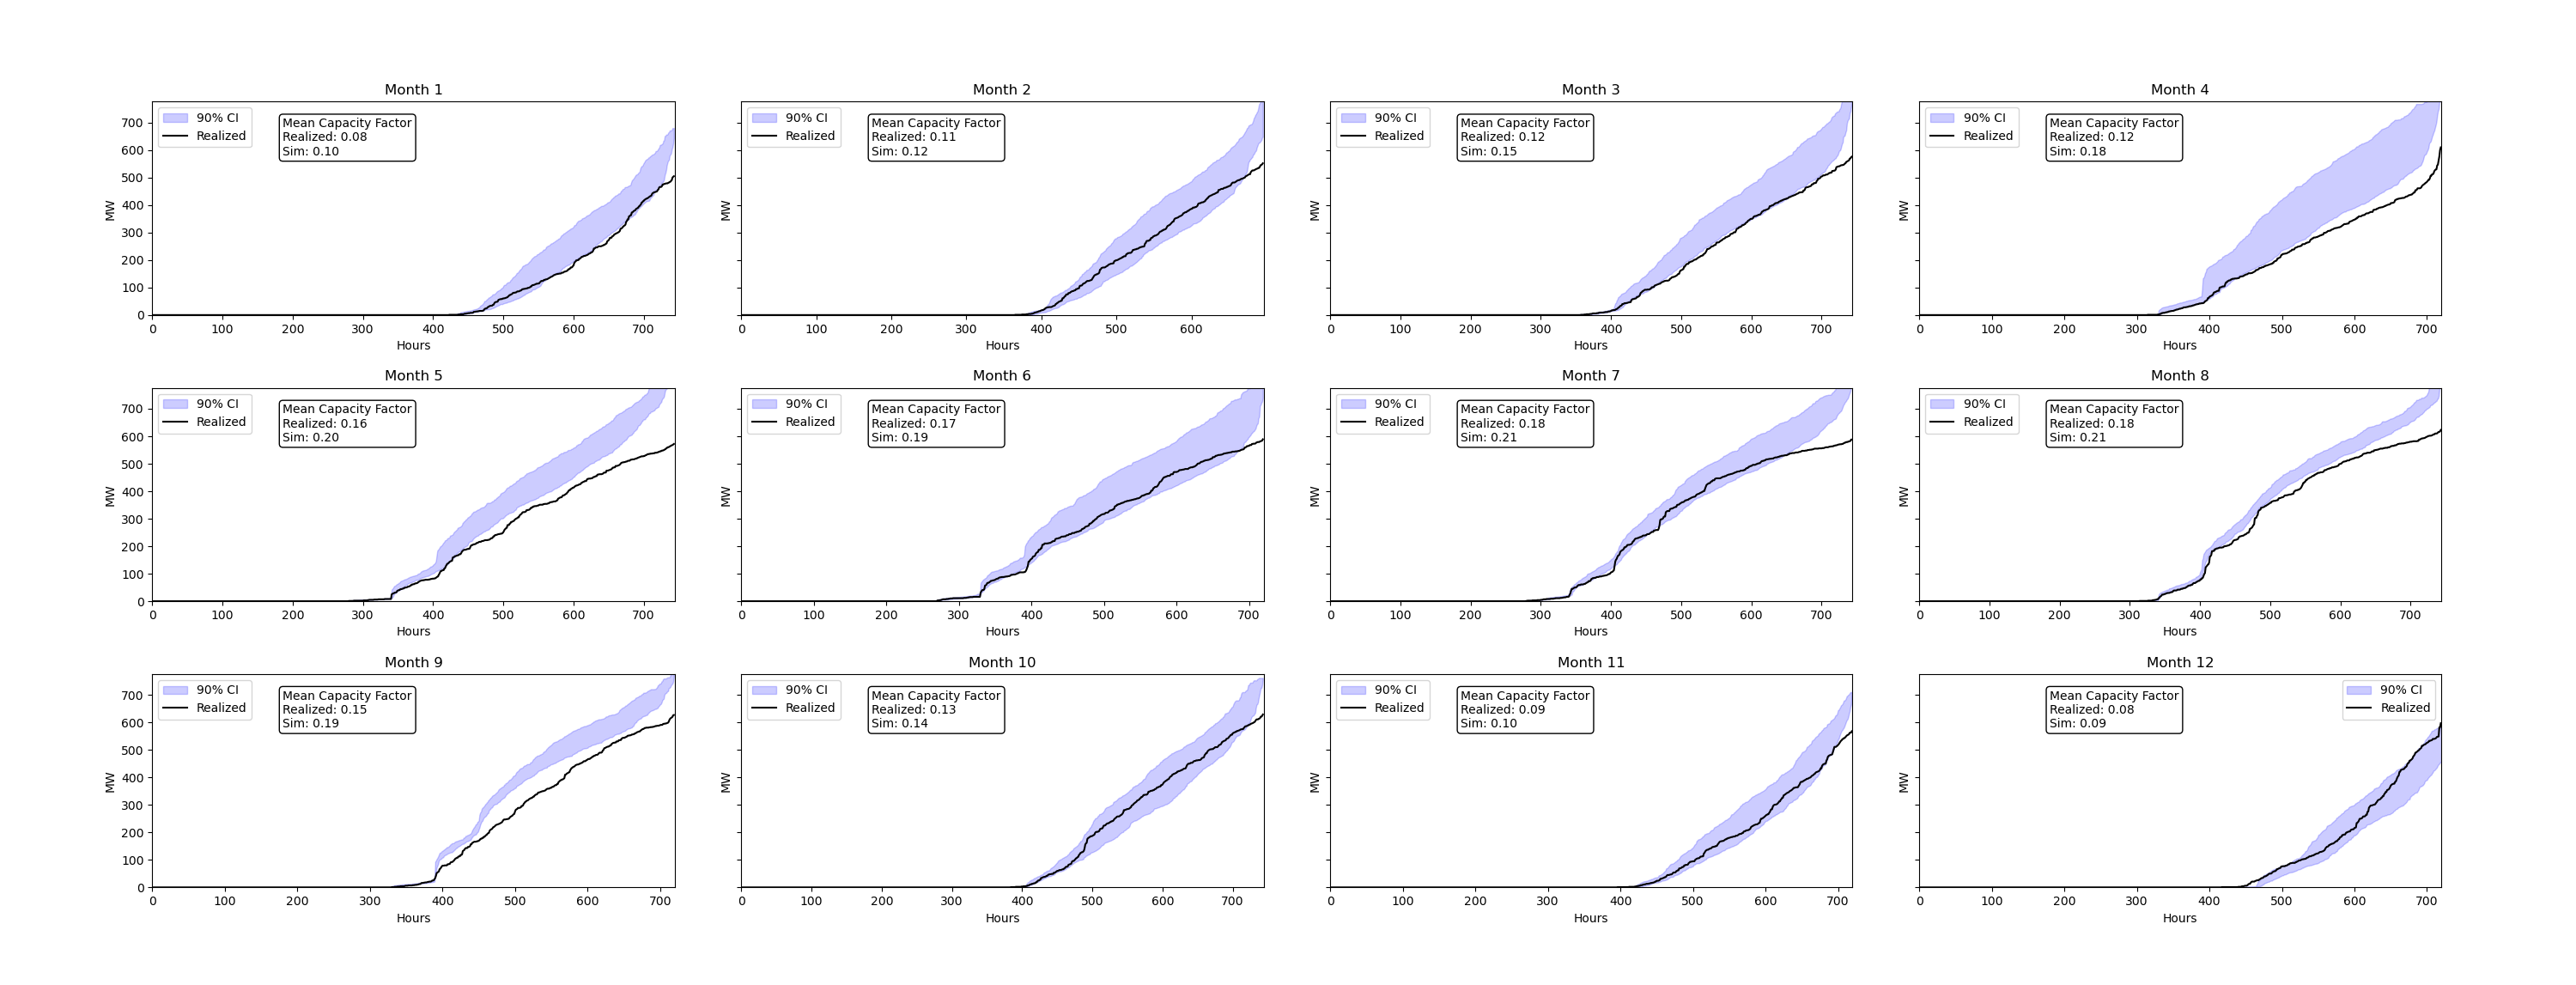 Month 1
90% CI
Realized
Mean Capacity Factor
Realized: 0.08
Sim: 0.10
MW
700
600
500
400
300
200
100
0
0 100 200 300 400 500 600 700
Hours
Month 2
90% CI
Realized
Mean Capacity Factor
Realized: 0.11
Sim: 0.12
MW
0 100 200 300 400 500 600
Hours
Month 3
90% CI
Realized
Mean Capacity Factor
Realized: 0.12
Sim: 0.15
MW
0 100 200 300 400 500 600 700
Hours
Month 4
90% CI
Realized
Mean Capacity Factor
Realized: 0.12
Sim: 0.18
MW
0 100 200 300 400 500 600 700
Hours
Month 5
90% CI
Realized
Mean Capacity Factor
Realized: 0.16
Sim: 0.20
MW
700
600
500
400
300
200
100
0
0 100 200 300 400 500 600 700
Hours
Month 6
90% CI
Realized
Mean Capacity Factor
Realized: 0.17
Sim: 0.19
MW
0 100 200 300 400 500 600 700
Hours
Month 7
90% CI
Realized
Mean Capacity Factor
Realized: 0.18
Sim: 0.21
MW
0 100 200 300 400 500 600 700
Hours
Month 8
90% CI
Realized
Mean Capacity Factor
Realized: 0.18
Sim: 0.21
MW
0 100 200 300 400 500 600 700
Hours
Month 9
90% CI
Realized
Mean Capacity Factor
Realized: 0.15
Sim: 0.19
MW
700
600
500
400
300
200
100
0
0 100 200 300 400 500 600 700
Hours
Month 10
90% CI
Realized
Mean Capacity Factor
Realized: 0.13
Sim: 0.14
MW
0 100 200 300 400 500 600 700
Hours
Month 11
90% CI
Realized
Mean Capacity Factor
Realized: 0.09
Sim: 0.10
MW
0 100 200 300 400 500 600 700
Hours
Month 12
Mean Capacity Factor
Realized: 0.08
Sim: 0.09
90% CI
Realized
MW
0 100 200 300 400 500 600 700
Hours